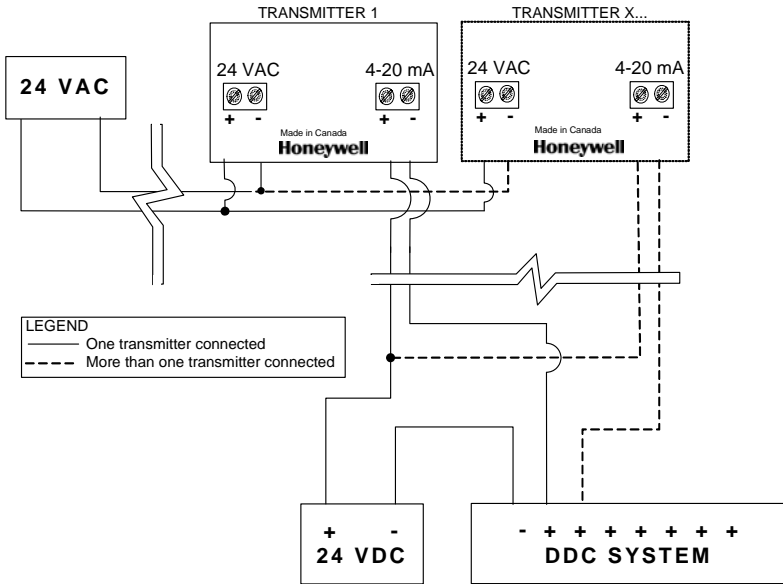 TRANSMITTER 1
TRANSMITTER X...
24 VAC
24 VAC
4-20 mA
+ -
+ -
Made in Canada
Honeywell
24 VAC
4-20 mA
+ -
+ -
Made in Canada
Honeywell
LEGEND
One transmitter connected
More than one transmitter connected
+ -
24 VDC
- + + + + + + +
DDC SYSTEM